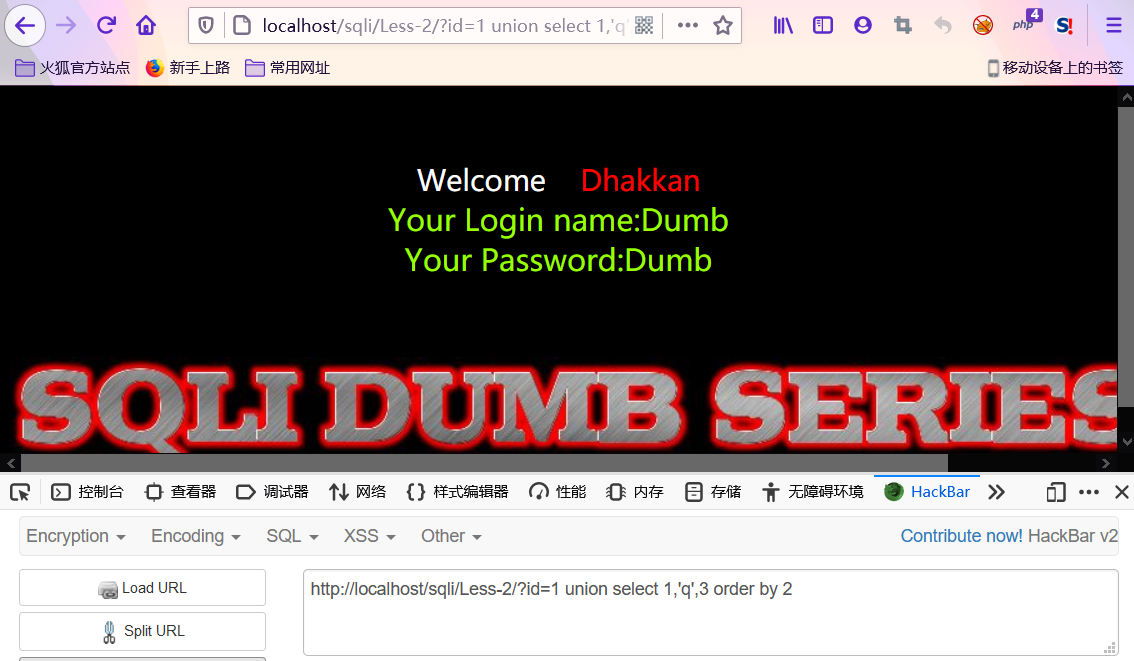 localhost/sqli/Less-2/?id=1 union select 1,'q'
php 4 S!
火狐官方站点 新手上路 常用网址 移动设备上的书签
Welcome Dhakkan
Your Login name:Dumb
Your Password:Dumb
SQLI DUMB SERIES
控制台 查看器 调试器 网络 样式编辑器 性能 内存 存储 无障碍环境 HackBar
Encryption Encoding SQL XSS Other Contribute now! HackBar v2
Load URL
http://localhost/sqli/Less-2/?id=1 union select 1,'q',3 order by 2
Split URL